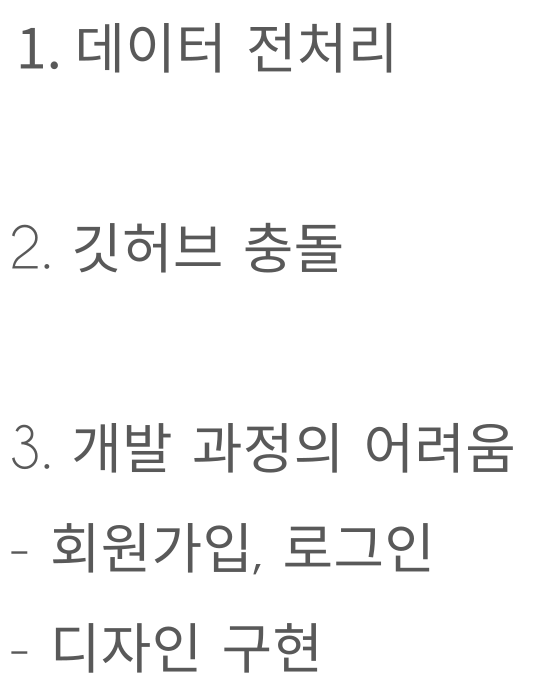 1. 데이터 전처리
2. 깃허브 충돌
3. 개발 과정의 어려움
- 회원가입, 로그인
- 디자인 구현